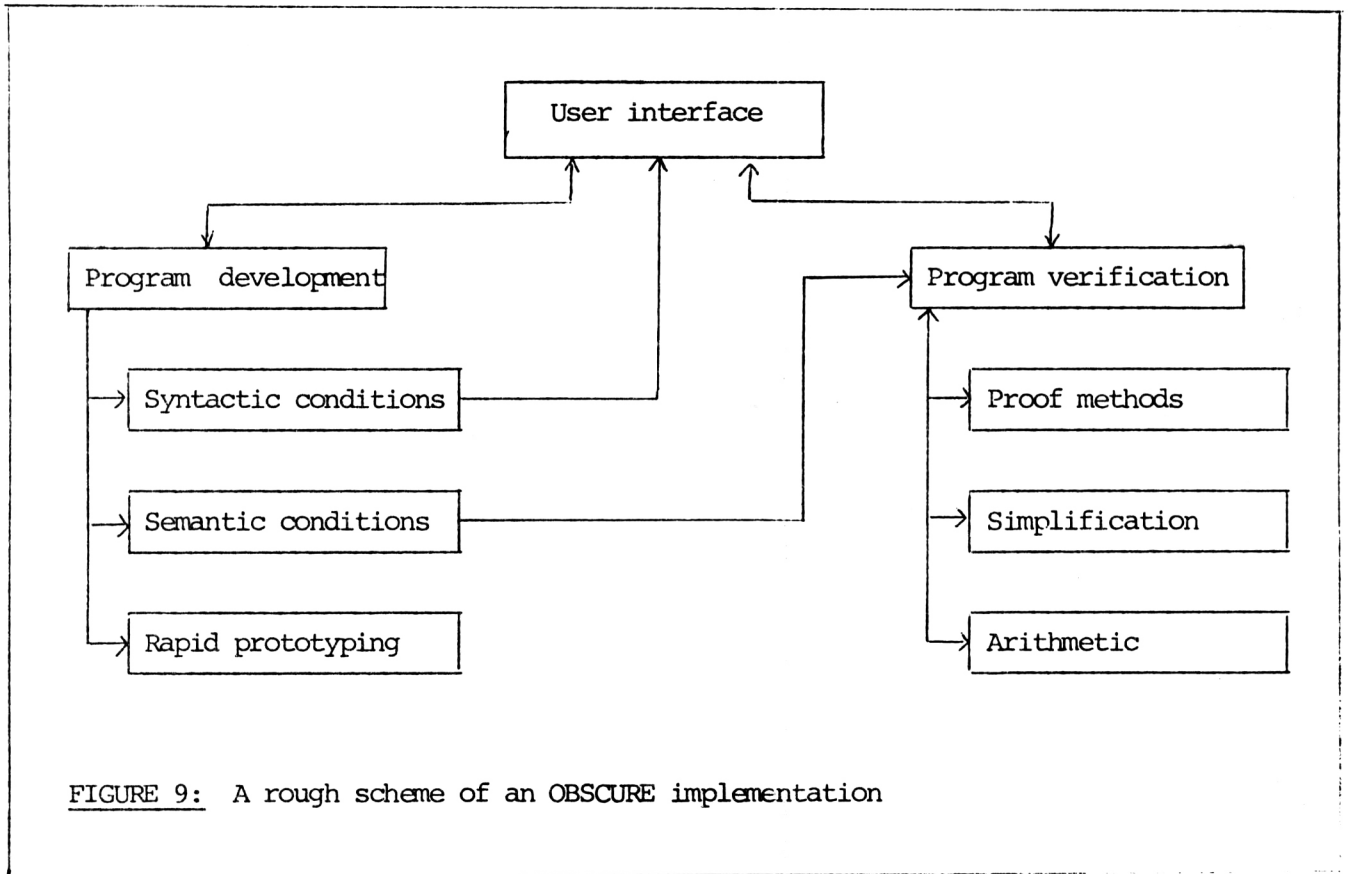 User interface
Program development
Program verification
Syntactic conditions
Proof methods
Semantic conditions
Simplification
Rapid prototyping
Arithmetic
FIGURE 9: A rough scheme of an OBSCURE implementation